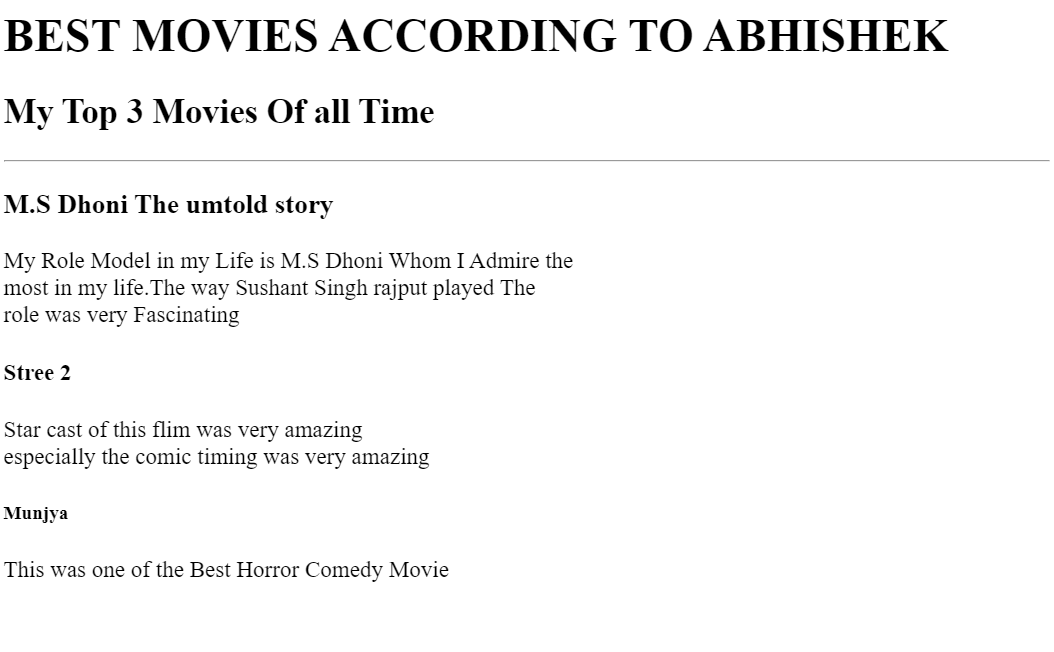 BEST MOVIES ACCORDING TO ABHISHEK
My Top 3 Movies Of all Time
M.S Dhoni The umtold story
My Role Model in my Life is M.S Dhoni Whom I Admire the
most in my life.The way Sushant Singh rajput played The
role was very Fascinating
Stree 2
Star cast of this flim was very amazing
especially the comic timing was very amazing
Munjya
This was one of the Best Horror Comedy Movie